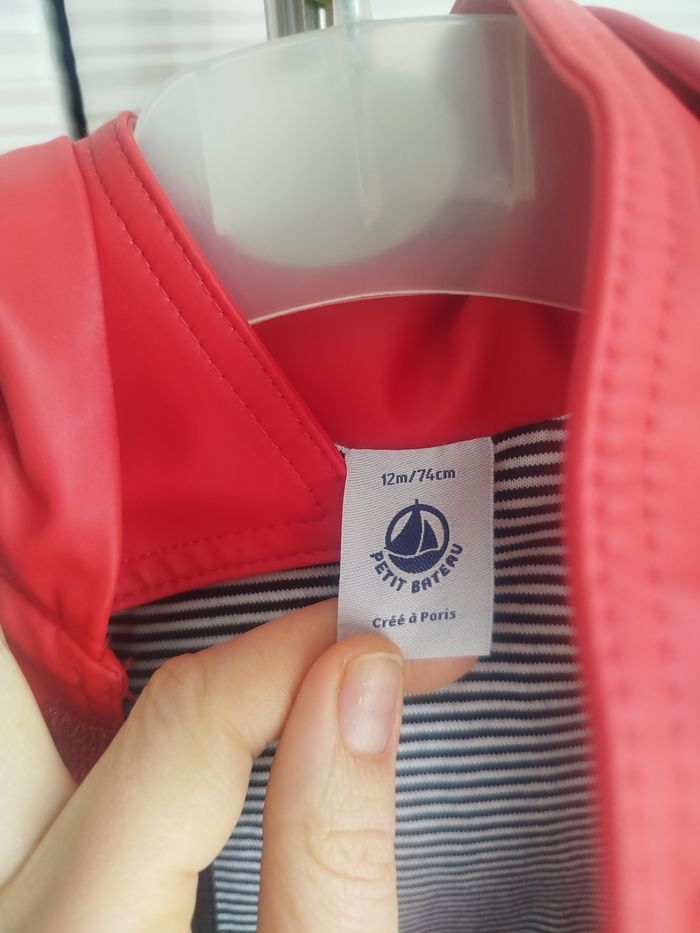 12m/74cm
PETIT BATEAU
Créé à Paris